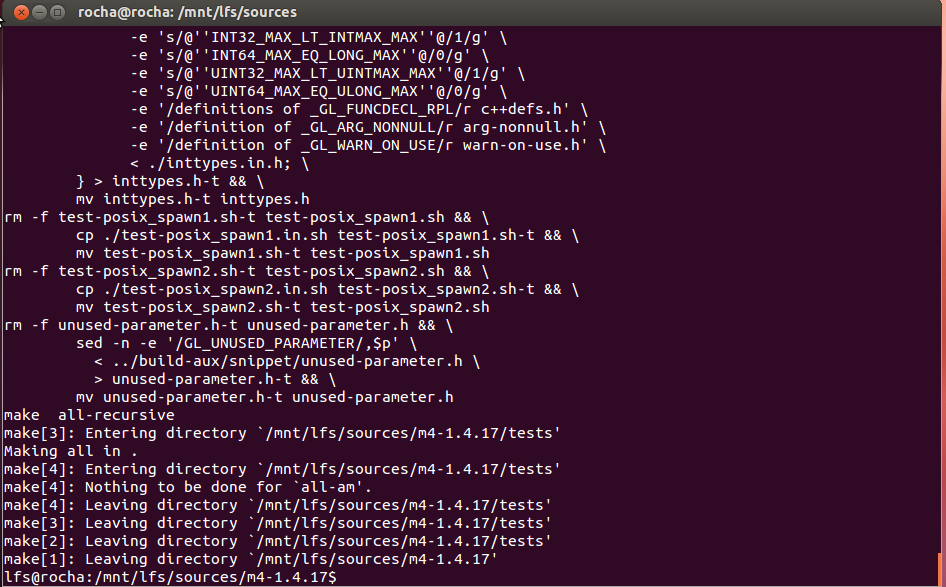 rocha@rocha: /mnt/lfs/sources
-e 's/@''INT32_MAX_LT_INTMAX_MAX''@/1/g' \
-e 's/@''INT64_MAX_EQ_LONG_MAX''@/0/g' \
-e 's/@''UINT32_MAX_LT_UINTMAX_MAX''@/1/g' \
-e 's/@''UINT64_MAX_EQ_ULONG_MAX''@/0/g' \
-e '/definitions of _GL_FUNCDECL_RPL/r c++defs.h' \
-e '/definition of _GL_ARG_NONNULL/r arg-nonnull.h' \
-e '/definition of _GL_WARN_ON_USE/r warn-on-use.h' \
< ./inttypes.in.h; \
} > inttypes.h-t && \
mv inttypes.h-t inttypes.h
rm -f test-posix_spawn1.sh-t test-posix_spawn1.sh && \
cp ./test-posix_spawn1.in.sh test-posix_spawn1.sh-t && \
mv test-posix_spawn1.sh-t test-posix_spawn1.sh
rm -f test-posix_spawn2.sh-t test-posix_spawn2.sh && \
cp ./test-posix_spawn2.in.sh test-posix_spawn2.sh-t && \
mv test-posix_spawn2.sh-t test-posix_spawn2.sh
rm -f unused-parameter.h-t unused-parameter.h && \
sed -n -e '/GL_UNUSED_PARAMETER/,$p' \
< ../build-aux/snippet/unused-parameter.h \
> unused-parameter.h-t && \
mv unused-parameter.h-t unused-parameter.h
make  all-recursive
make[3]: Entering directory `/mnt/lfs/sources/m4-1.4.17/tests'
Making all in .
make[4]: Entering directory `/mnt/lfs/sources/m4-1.4.17/tests'
make[4]: Nothing to be done for `all-am'.
make[4]: Leaving directory `/mnt/lfs/sources/m4-1.4.17/tests'
make[3]: Leaving directory `/mnt/lfs/sources/m4-1.4.17/tests'
make[2]: Leaving directory `/mnt/lfs/sources/m4-1.4.17/tests'
make[1]: Leaving directory `/mnt/lfs/sources/m4-1.4.17'
lfs@rocha:/mnt/lfs/sources/m4-1.4.17$